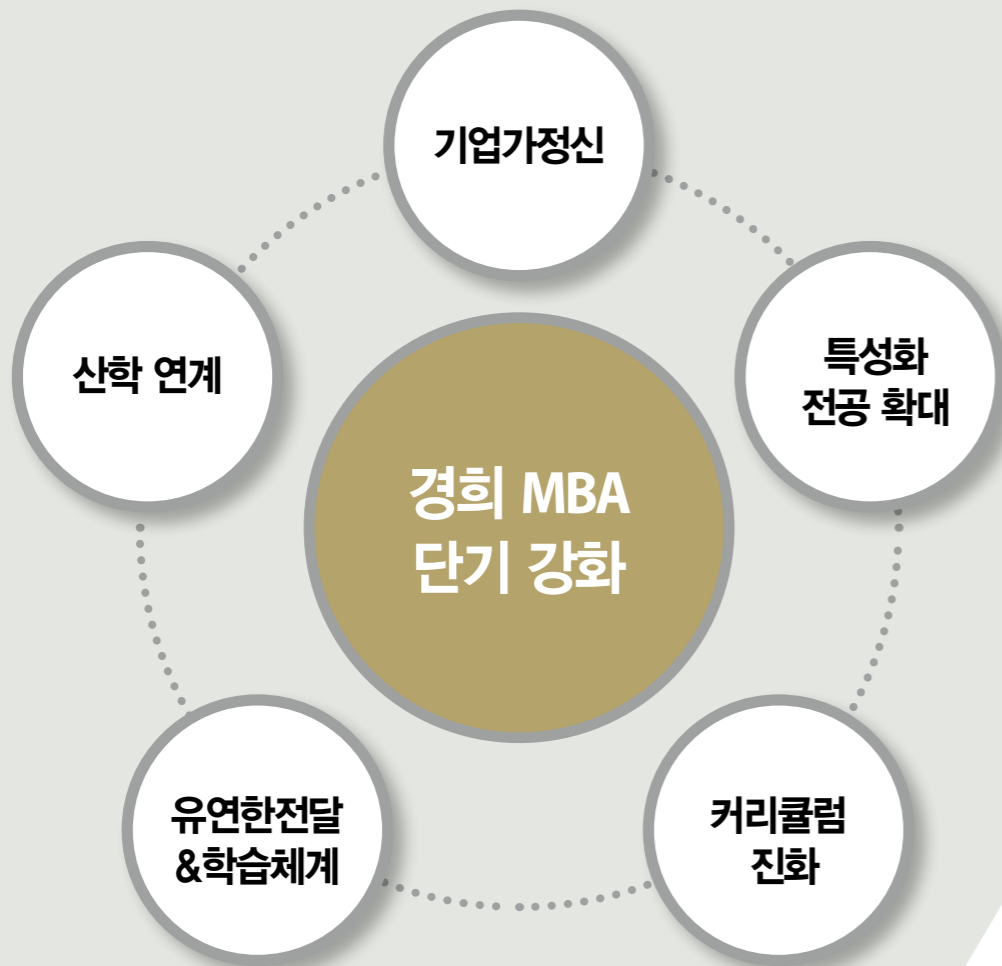 기업가정신
산학 연계
특성화
전공 확대
경희 MBA
단기 강화
유연한전달
&학습체계
커리큘럼
진화